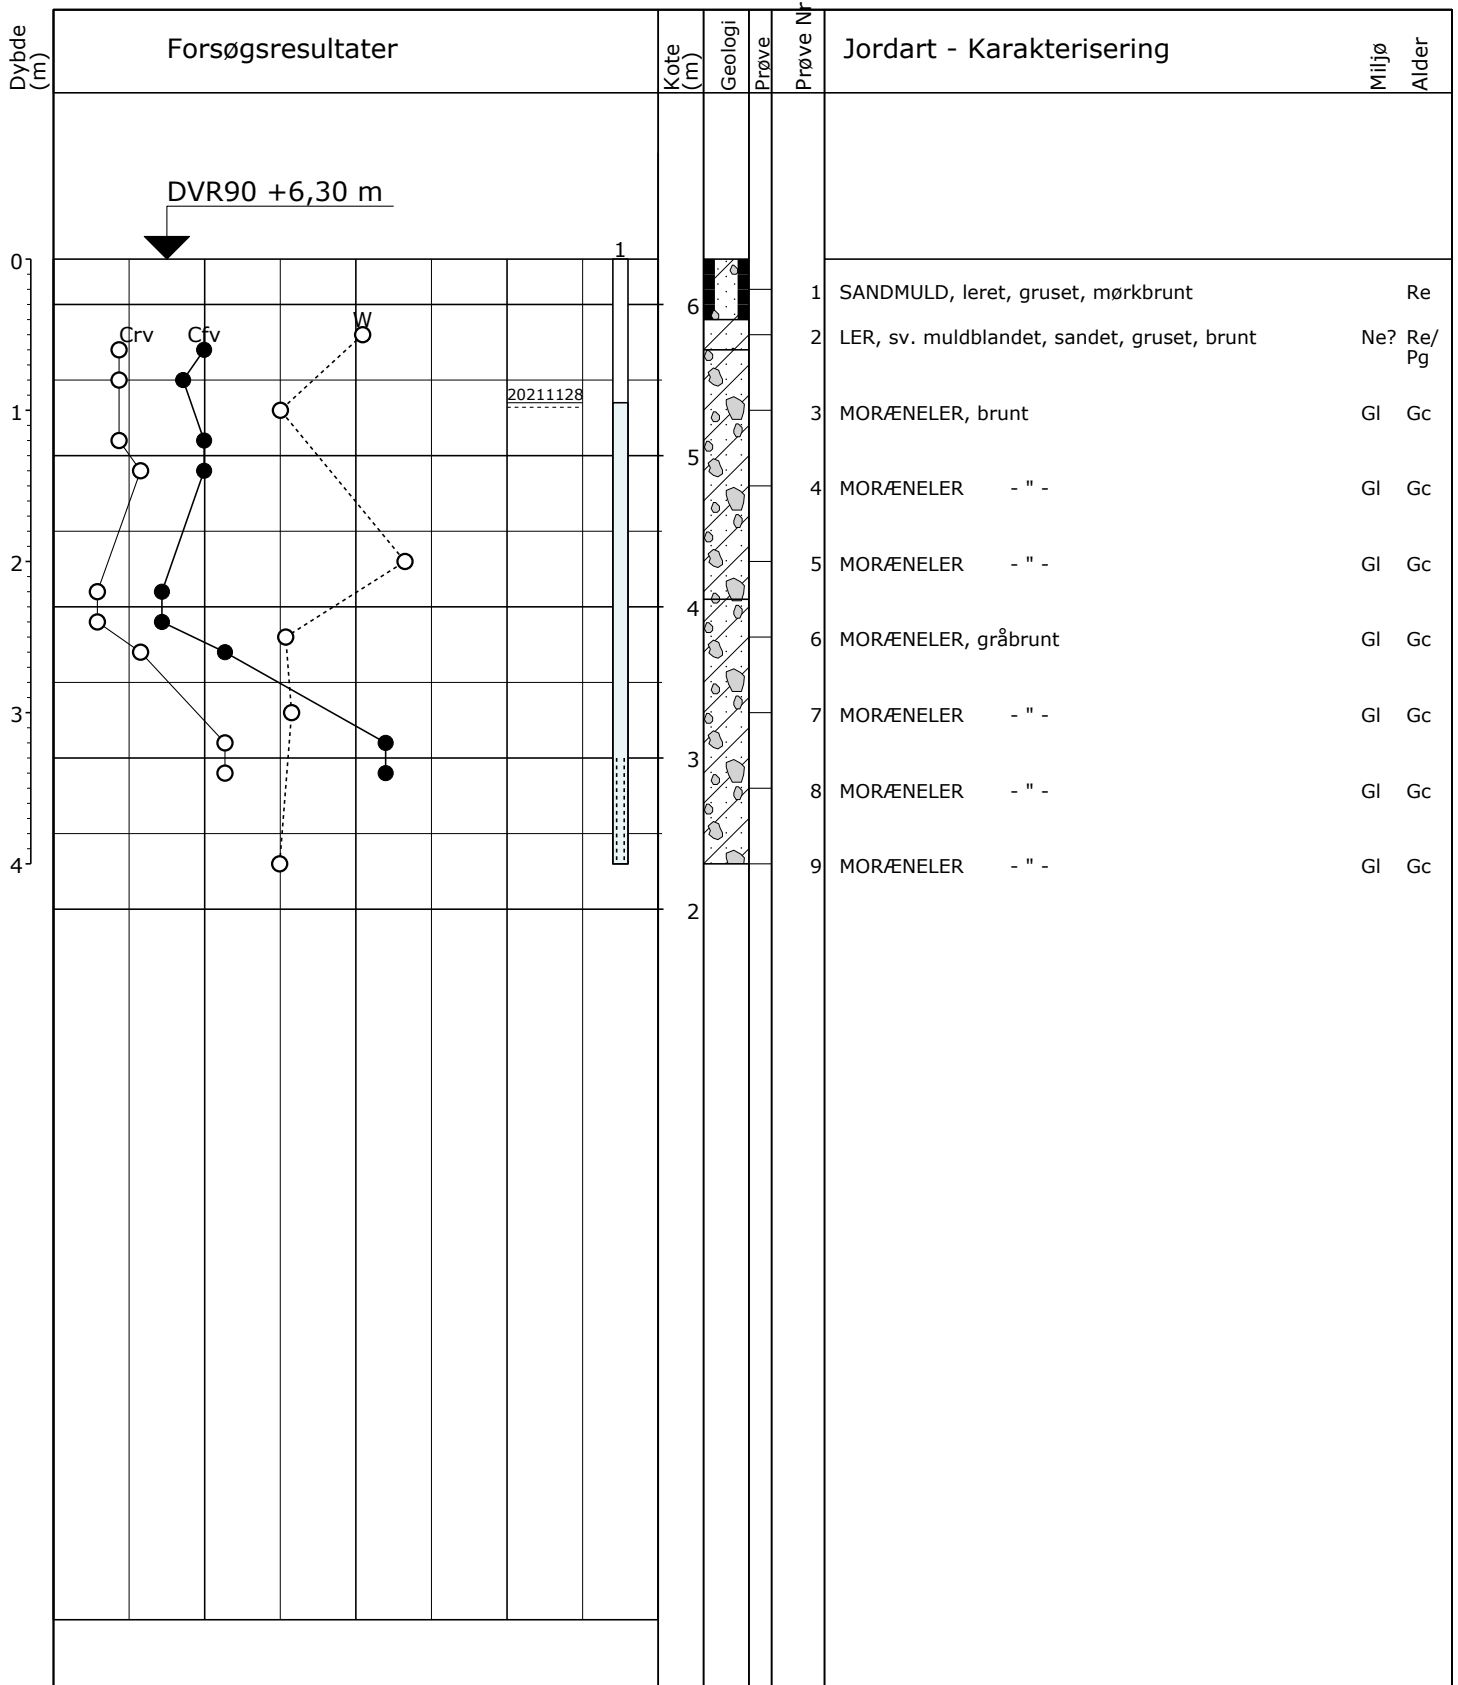 Dybde
(m)
Forsøgsresultater
Kote
(m)
Geologi
Prøve
Prøve Nr
Jordart - Karakterisering
Miljø
Alder
DVR90 +6,30 m
1
0
1 SANDMULD, leret, gruset, mørkbrunt Re
6
Crv Cfv W
2 LER, sv. muldblandet, sandet, gruset, brunt Ne? Re/
Pg
20211128
1
3 MORÆNELER, brunt Gl Gc
5
4 MORÆNELER - " - Gl Gc
2
5 MORÆNELER - " - Gl Gc
4
6 MORÆNELER, gråbrunt Gl Gc
3
7 MORÆNELER - " - Gl Gc
3
8 MORÆNELER - " - Gl Gc
4
9 MORÆNELER - " - Gl Gc
2